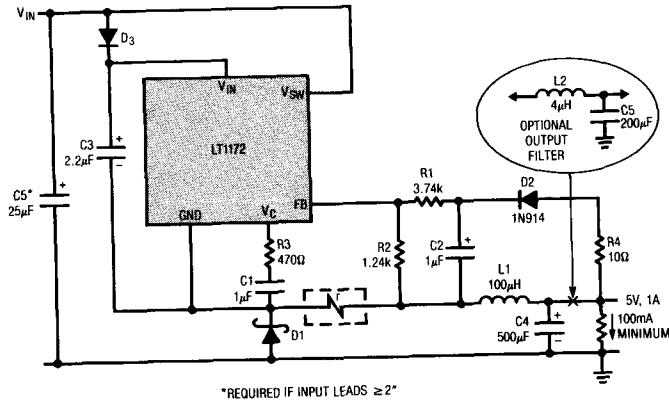 VIN
D3
L2
4µH
C5
200µF
OPTIONAL
OUTPUT
FILTER
VIN
VSW
LT1172
C3
2.2µF
+
−
C5*
25µF
+
GND
VC
FB
R1
3.74k
D2
1N914
R3
470Ω
R2
1.24k
C2
1µF
+
R4
10Ω
C1
1µF
r
L1
100µH
5V, 1A
D1
C4
500µF
+
−
100mA
MINIMUM
*REQUIRED IF INPUT LEADS ≥ 2"